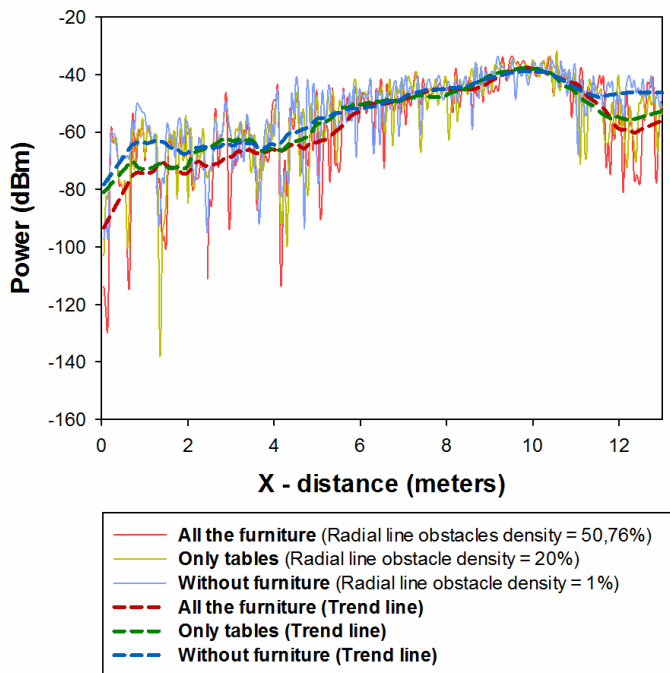 -20
-40
-60
-80
-100
-120
-140
-160
Power (dBm)
0 2 4 6 8 10 12
X - distance (meters)
All the furniture (Radial line obstacles density = 50,76%)
Only tables (Radial line obstacle density = 20%)
Without furniture (Radial line obstacle density = 1%)
All the furniture (Trend line)
Only tables (Trend line)
Without furniture (Trend line)